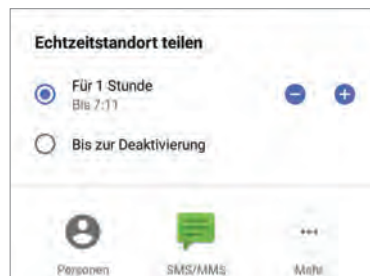 Echtzeitstandort teilen
Für 1 Stunde
Bis 7:11
Bis zur Deaktivierung
Personen
SMS/MMS
Mehr